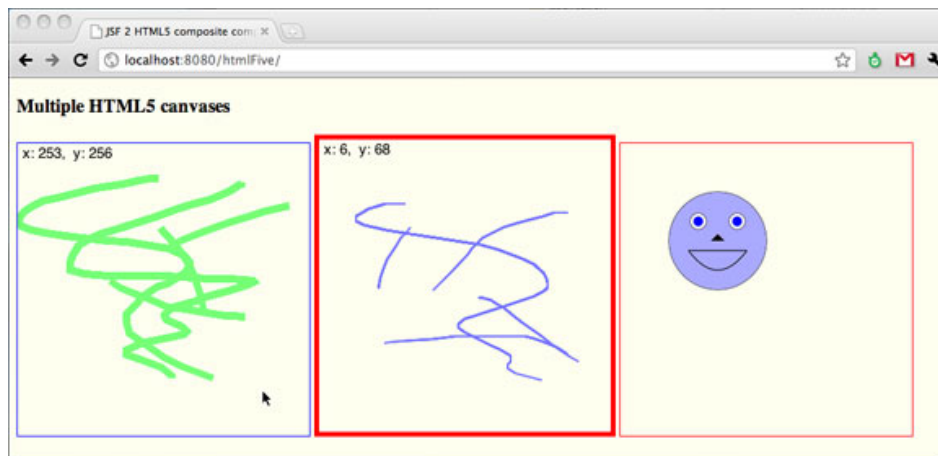 JSF 2 HTML5 composite com
localhost:8080/htmlFive/
Multiple HTML5 canvases
x: 253, y: 256
x: 6, y: 68